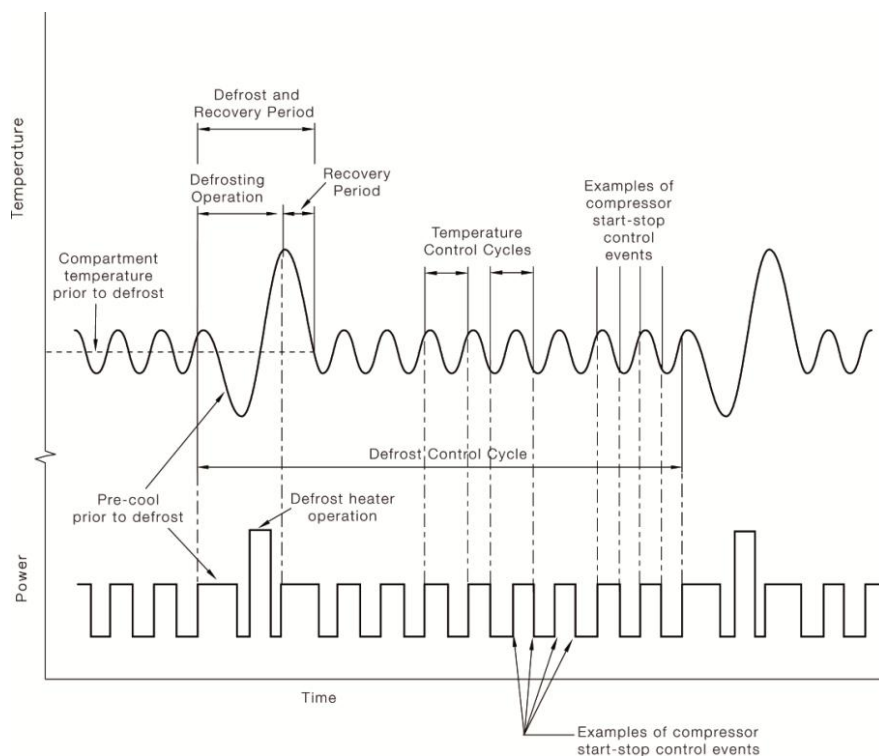 Defrost and
Recovery Period
Defrosting
Operation
Recovery
Period
Examples of
compressor
start-stop
control
events
Temperature
Control Cycles
Compartment
temperature
prior to defrost
Temperature
Defrost Control Cycle
Pre-cool
prior to defrost
Defrost heater
operation
Power
Time
Examples of compressor
start-stop control events